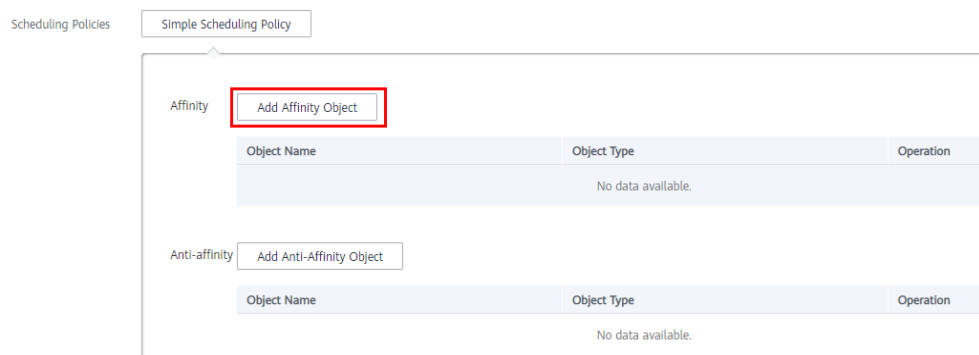 Scheduling Policies Simple Scheduling Policy
Affinity Add Affinity Object
Object Name Object Type Operation
No data available.
Anti-affinity Add Anti-Affinity Object
Object Name Object Type Operation
No data available.